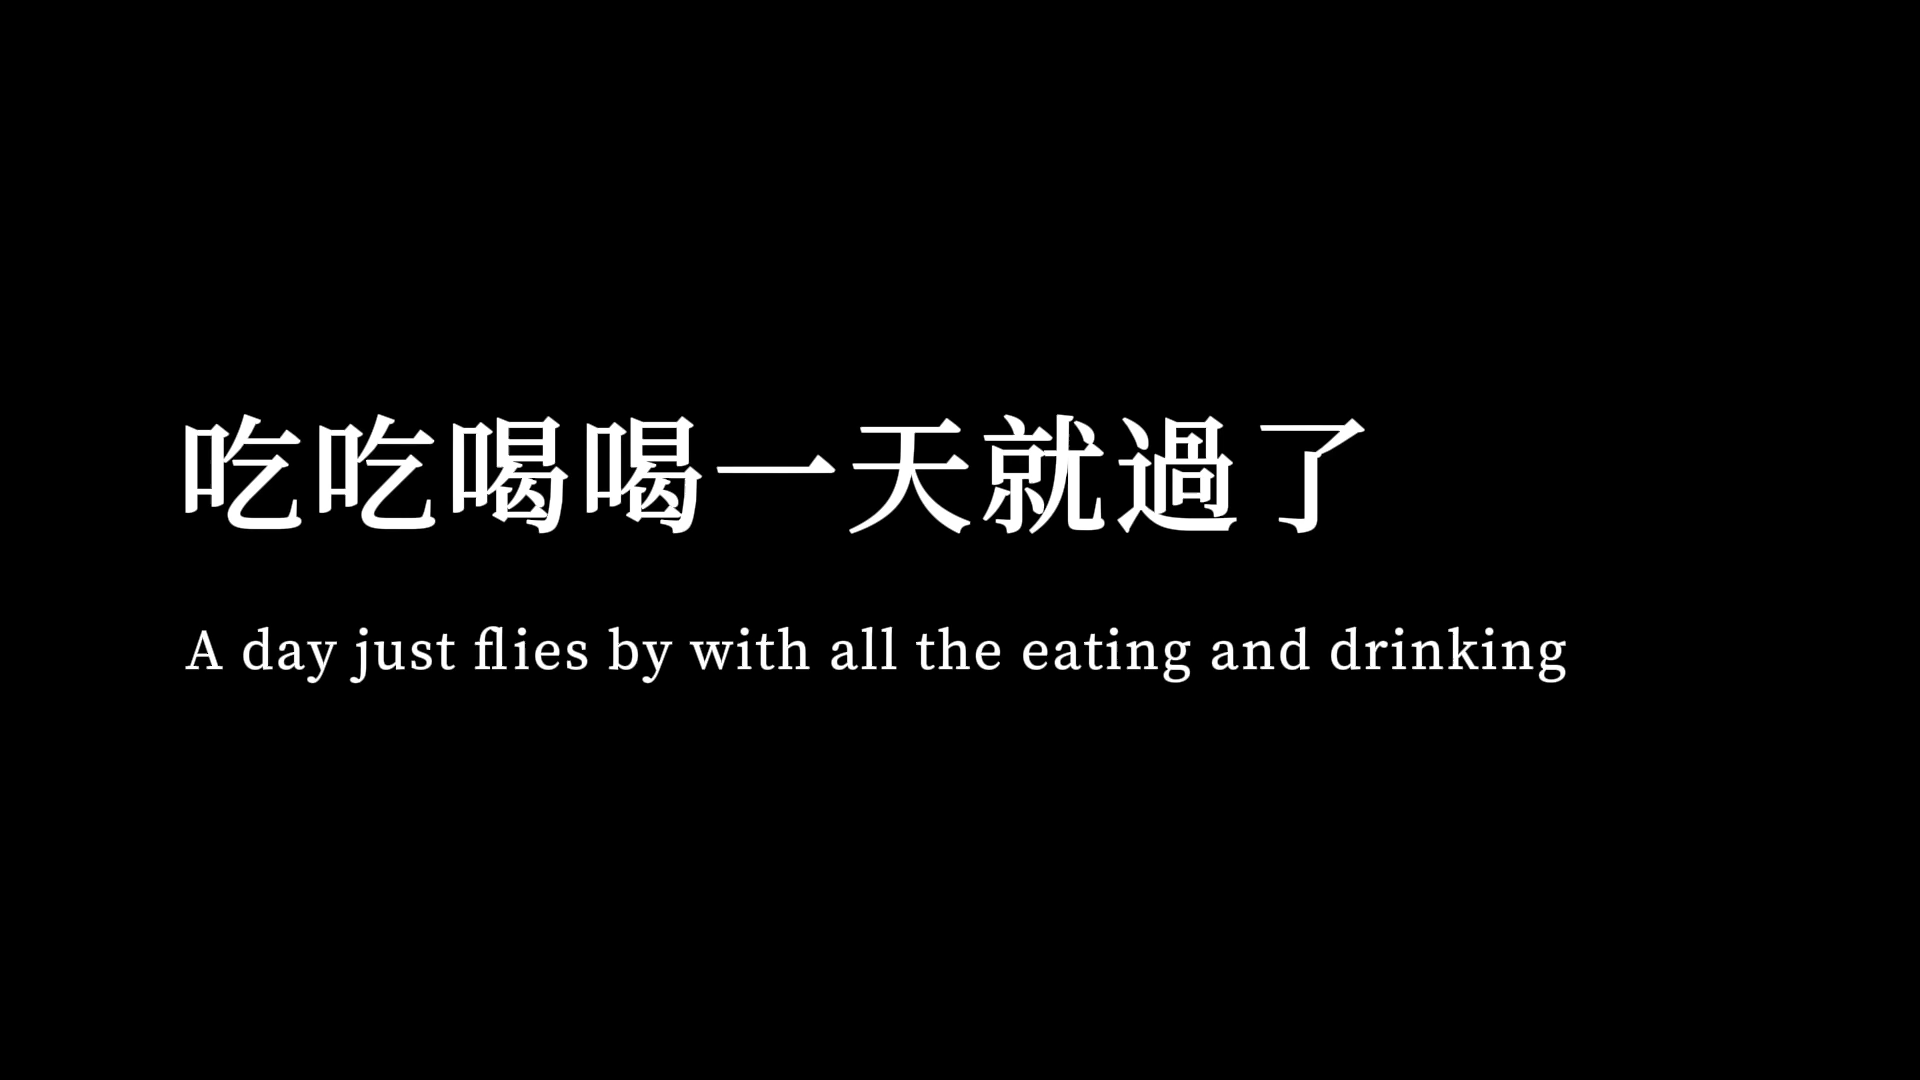 吃吃喝喝一天就過了
A day just flies by with all the eating and drinking